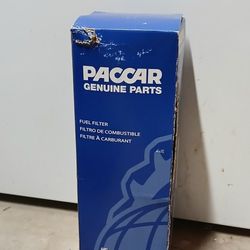 PACCAR
GENUINE PARTS
FUEL FILTER
FILTRO DE COMBUSTIBLE
FILTRE À CARBURANT